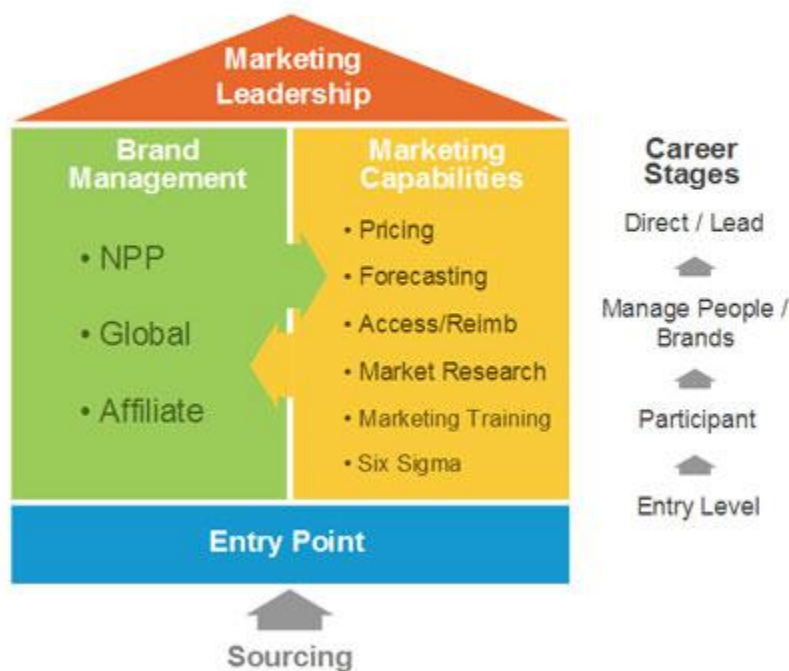 Marketing
Leadership
Brand
Management
• NPP
• Global
• Affiliate
Marketing
Capabilities
• Pricing
• Forecasting
• Access/Reimb
• Market Research
• Marketing Training
• Six Sigma
Entry Point
Sourcing
Career
Stages
Direct / Lead
Manage People /
Brands
Participant
Entry Level